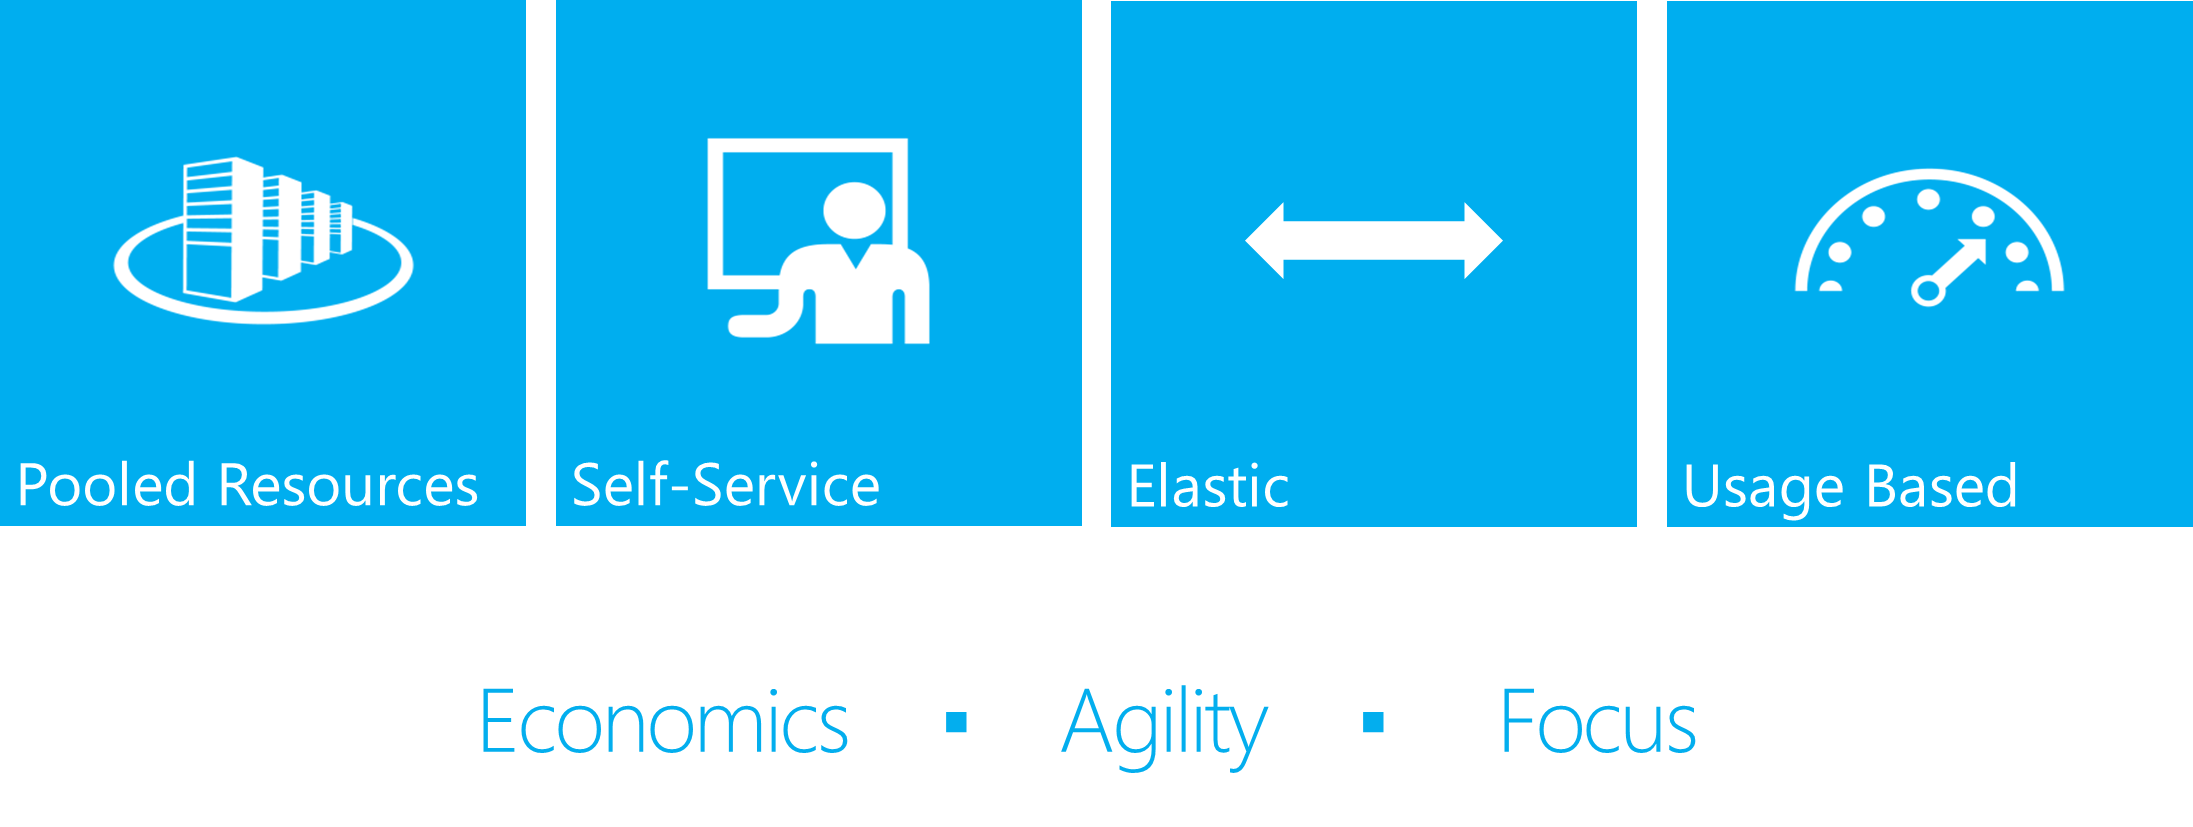 Pooled Resources
Self-Service
Elastic
Usage Based
Economics ▪ Agility ▪ Focus